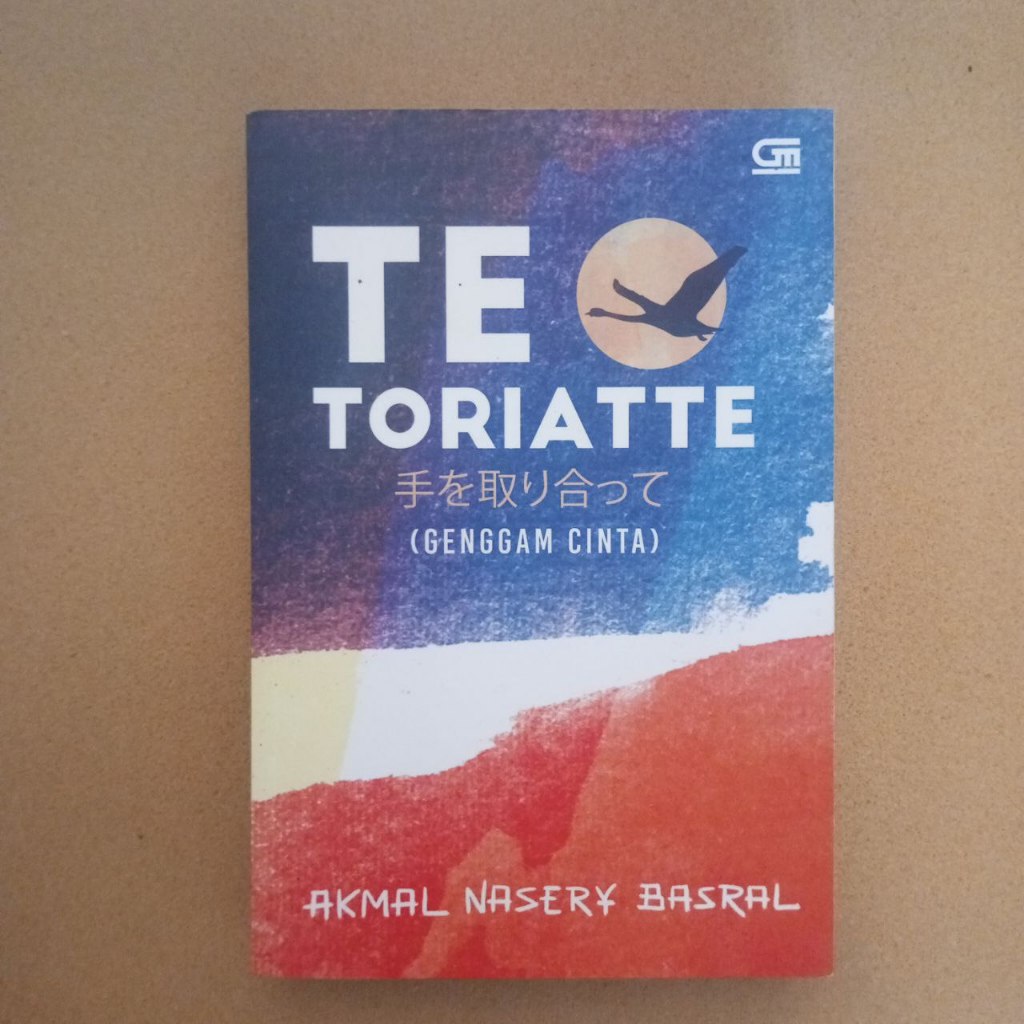 Gm
TE
TORIATTE
手を取り合って
(GENGGAM CINTA)
AKMAL NASERY BASRAL